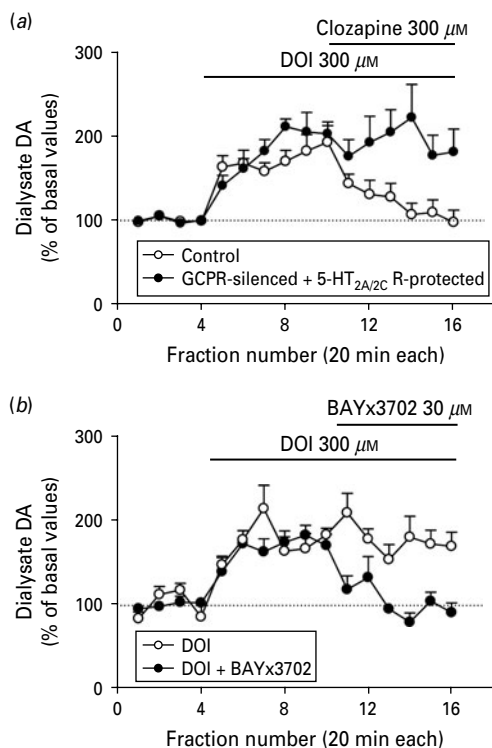 (a)
Clozapine 300 μM
DOI 300 μM
300
200
100
0
Dialysate DA
(% of basal values)
Control
GCPR-silenced + 5-HT2A/2C R-protected
0 4 8 12 16
Fraction number (20 min each)
(b)
BAYx3702 30 μM
DOI 300 μM
300
200
100
0
Dialysate DA
(% of basal values)
DOI
DOI + BAYx3702
0 4 8 12 16
Fraction number (20 min each)